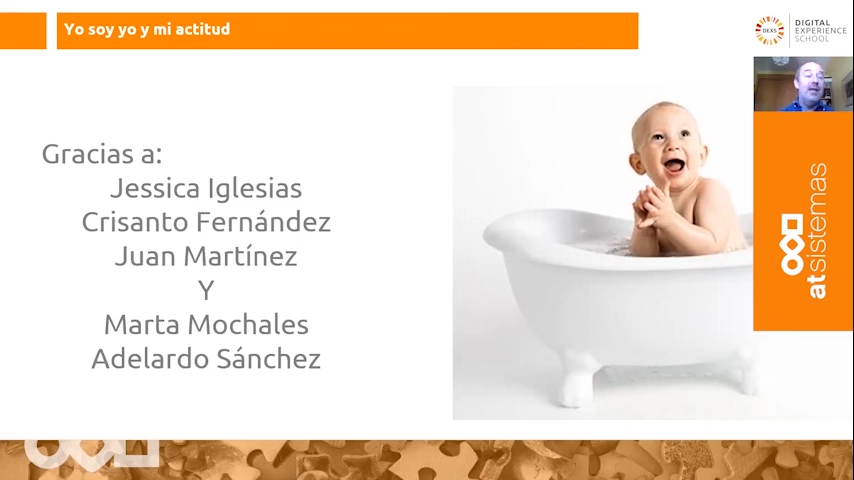 Yo soy yo y mi actitud
DEXS
DIGITAL
EXPERIENCE
SCHOOL
Gracias a:
Jessica Iglesias
Crisanto Fernández
Juan Martínez
Y
Marta Mochales
Adelardo Sánchez
atsistemas